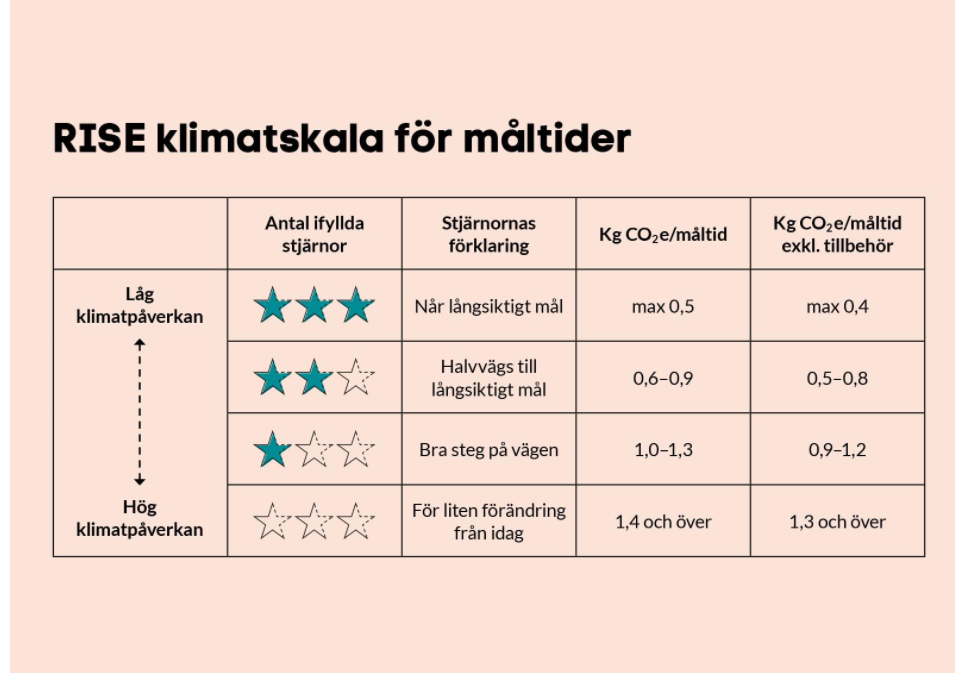 RISE klimatskala för måltider
Antal ifyllda
stjärnor
Stjärnornas
förklaring
Kg CO₂e/måltid
Kg CO₂e/måltid
exkl. tillbehör
Låg
klimatpåverkan
Når långsiktigt mål
max 0,5
max 0,4
Halvvägs till
långsiktigt mål
0,6–0,9
0,5–0,8
Bra steg på vägen
1,0–1,3
0,9–1,2
Hög
klimatpåverkan
För liten förändring
från idag
1,4 och över
1,3 och över